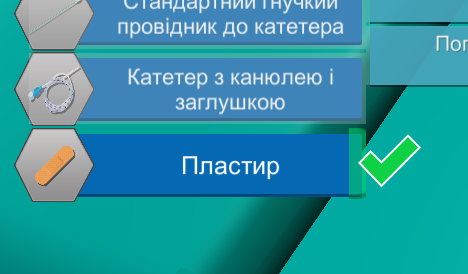 Стандартний гнучкий
провідник до катетера
Катетер з канюлею і
заглушкою
Пластир